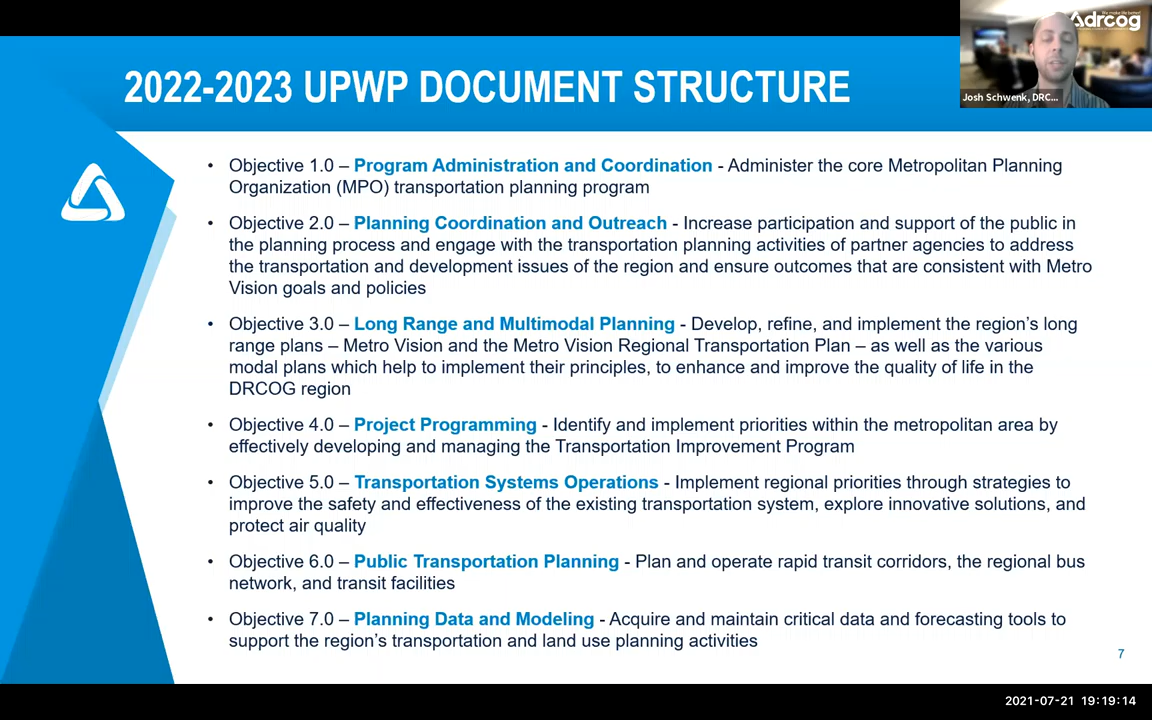 2022-2023 UPWP DOCUMENT STRUCTURE
drcog
Josh Schwenk, DRC...
• Objective 1.0 – Program Administration and Coordination - Administer the core Metropolitan Planning
Organization (MPO) transportation planning program
• Objective 2.0 – Planning Coordination and Outreach - Increase participation and support of the public in
the planning process and engage with the transportation planning activities of partner agencies to address
the transportation and development issues of the region and ensure outcomes that are consistent with Metro
Vision goals and policies
• Objective 3.0 – Long Range and Multimodal Planning - Develop, refine, and implement the region's long
range plans – Metro Vision and the Metro Vision Regional Transportation Plan – as well as the various
modal plans which help to implement their principles, to enhance and improve the quality of life in the
DRCOG region
• Objective 4.0 – Project Programming - Identify and implement priorities within the metropolitan area by
effectively developing and managing the Transportation Improvement Program
• Objective 5.0 – Transportation Systems Operations - Implement regional priorities through strategies to
improve the safety and effectiveness of the existing transportation system, explore innovative solutions, and
protect air quality
• Objective 6.0 – Public Transportation Planning - Plan and operate rapid transit corridors, the regional bus
network, and transit facilities
• Objective 7.0 – Planning Data and Modeling - Acquire and maintain critical data and forecasting tools to
support the region's transportation and land use planning activities
7
2021-07-21 19:19:14